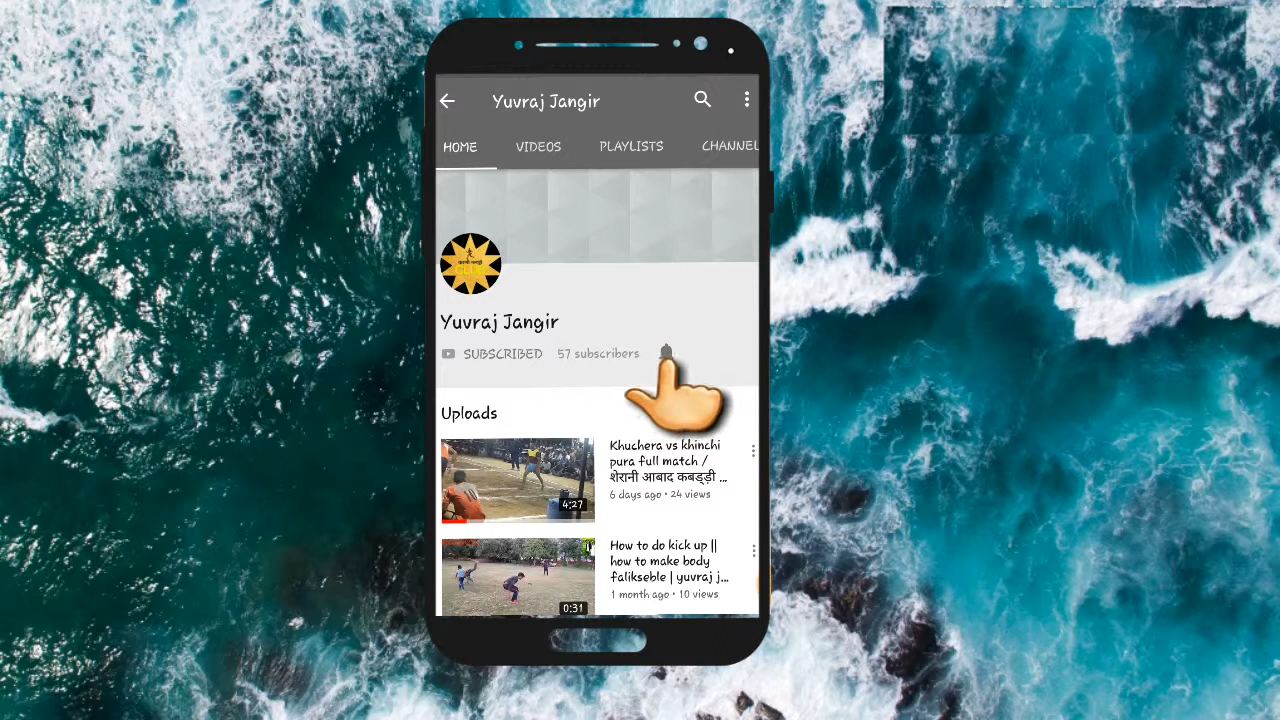 Yuvraj Jangir
HOME VIDEOS PLAYLISTS CHANNEL
Yuvraj Jangir
SUBSCRIBED 57 subscribers
Uploads
Khuchera vs khinchi
pura full match /
शेरानी आबाद कबड्ड़ी ...
6 days ago • 24 views
4:27
How to do kick up ||
how to make body
falikseble | yuvraj j...
1 month ago • 10 views
0:31